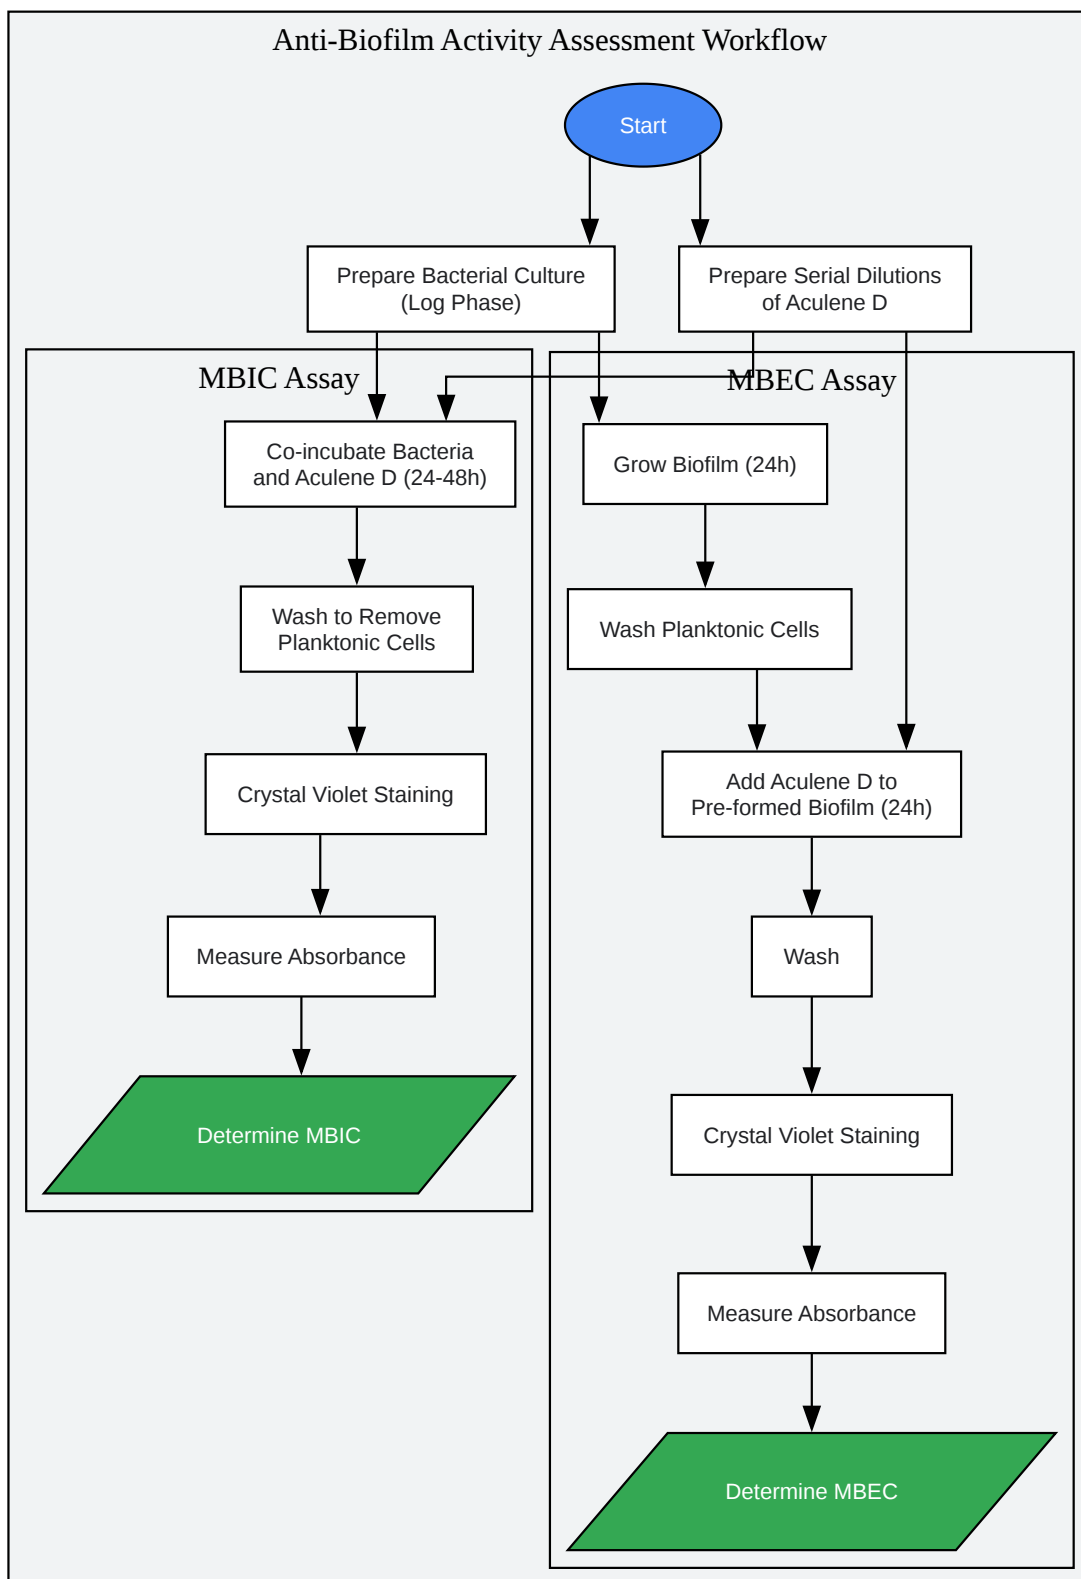 Anti-Biofilm Activity Assessment Workflow
Start
Prepare Bacterial Culture
(Log Phase)
Prepare Serial Dilutions
of Aculene D
MBIC Assay
Co-incubate Bacteria
and Aculene D (24-48h)
Wash to Remove
Planktonic Cells
Crystal Violet Staining
Measure Absorbance
Determine MBIC
MBEC Assay
Grow Biofilm (24h)
Wash Planktonic Cells
Add Aculene D to
Pre-formed Biofilm (24h)
Wash
Crystal Violet Staining
Measure Absorbance
Determine MBEC